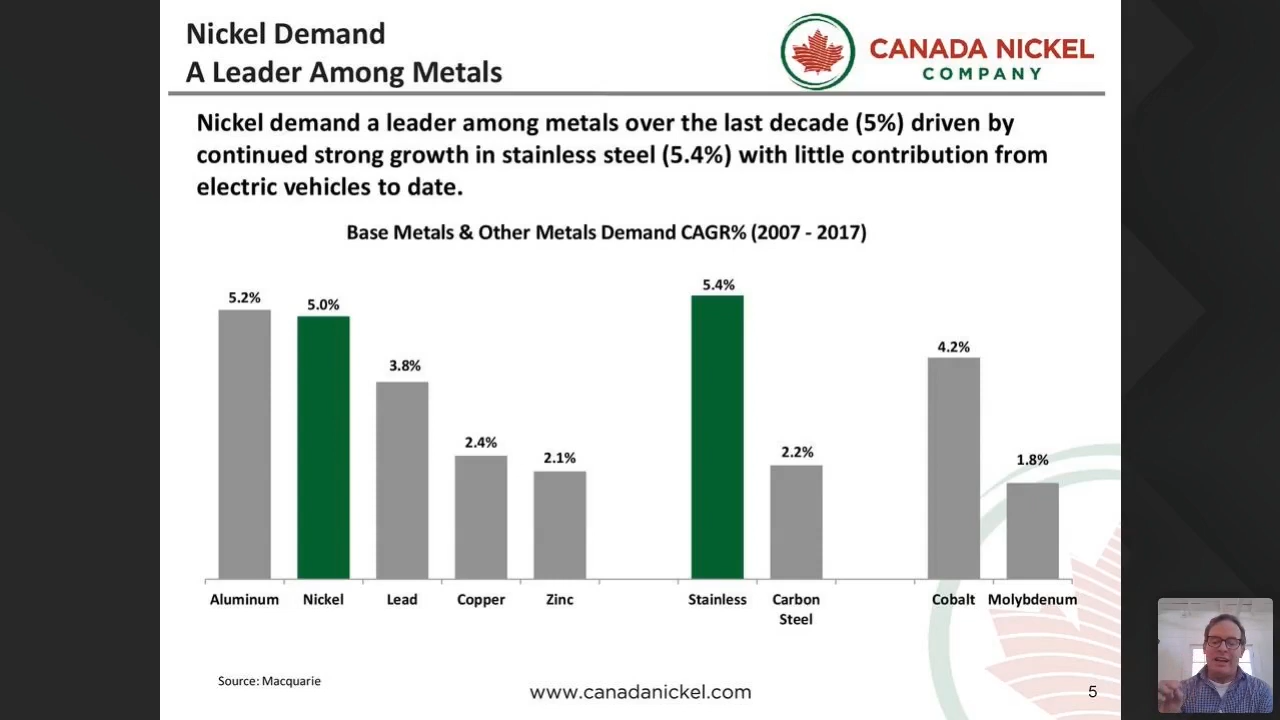 Nickel Demand
A Leader Among Metals
CANADA NICKEL
COMPANY
Nickel demand a leader among metals over the last decade (5%) driven by
continued strong growth in stainless steel (5.4%) with little contribution from
electric vehicles to date.
Base Metals & Other Metals Demand CAGR% (2007 - 2017)
5.2%
5.0%
3.8%
2.4%
2.1%
5.4%
2.2%
4.2%
1.8%
Aluminum
Nickel
Lead
Copper
Zinc
Stainless
Carbon
Steel
Cobalt
Molybdenum
Source: Macquarie
www.canadanickel.com
5